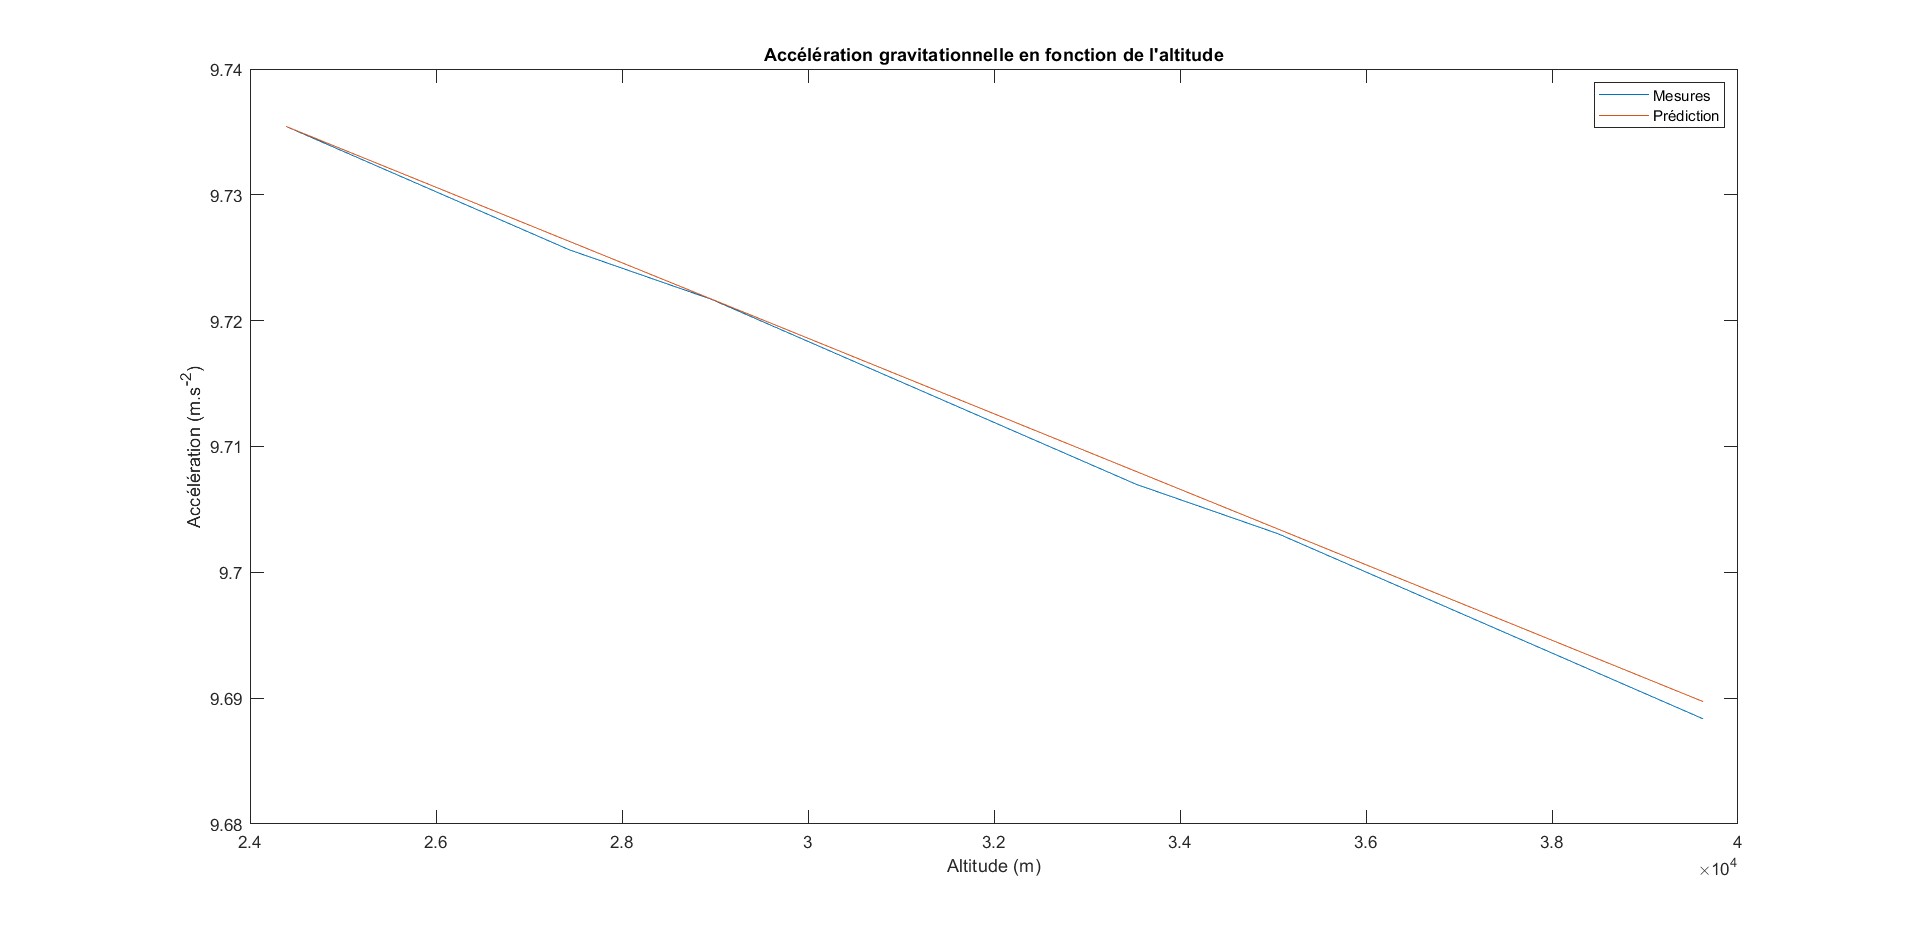 Accélération gravitationnelle en fonction de l'altitude
9.74
9.73
9.72
9.71
9.7
9.69
9.68
Accélération (m.s⁻²)
Mesures
Prédiction
2.4 2.6 2.8 3 3.2 3.4 3.6 3.8 4
Altitude (m)
×10⁴